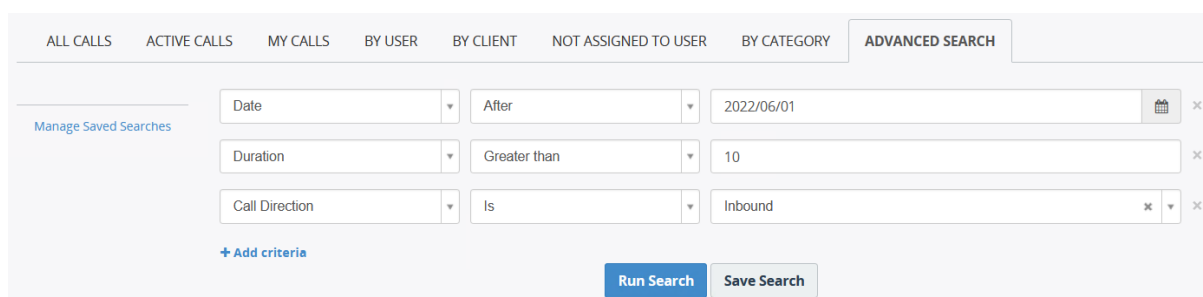 ALL CALLS ACTIVE CALLS MY CALLS BY USER BY CLIENT NOT ASSIGNED TO USER BY CATEGORY ADVANCED SEARCH
Date After 2022/06/01
Manage Saved Searches
Duration Greater than 10
Call Direction Is Inbound
+ Add criteria
Run Search Save Search